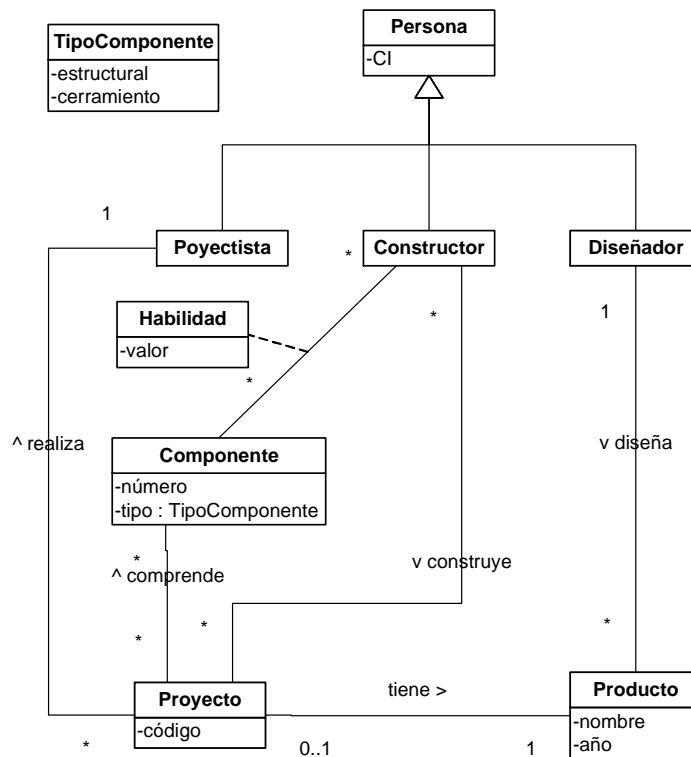 Persona
-CI
TipoComponente
-estructural
-cerramiento
1
Poyectista
*
Constructor
Diseñador
Habilidad
-valor
*
1
*
^ realiza
Componente
-número
-tipo : TipoComponente
v diseña
*
^ comprende
v construye
*
*
*
Proyecto
-código
tiene >
Producto
-nombre
-año
*
0..1
1